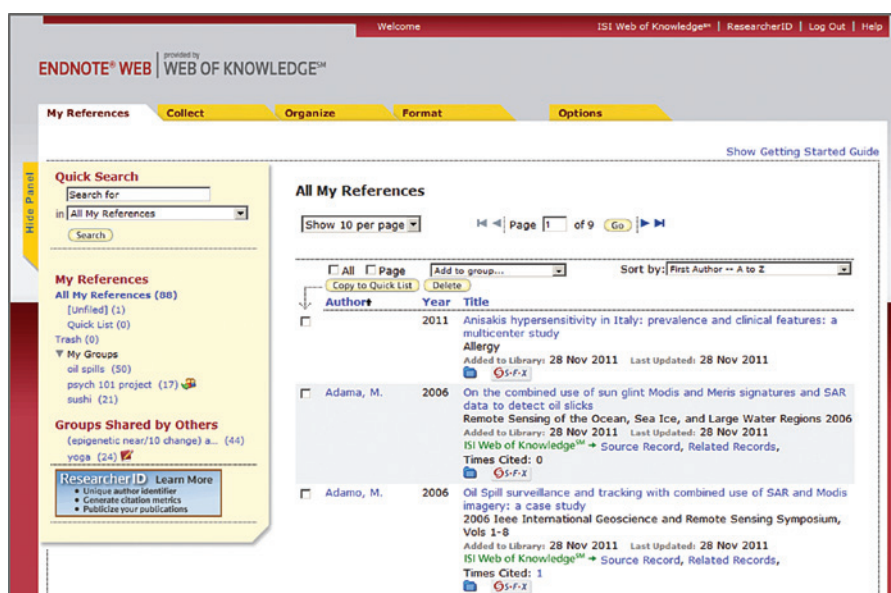 Welcome
ISI Web of Knowledge℠ | ResearcherID | Log Out | Help
ENDNOTE® WEB | provided by WEB OF KNOWLEDGE℠
My References
Collect
Organize
Format
Options
Show Getting Started Guide
Hide Panel
Quick Search
Search for
in All My References
Search
My References
All My References (88)
[Unfiled] (1)
Quick List (0)
Trash (0)
▼ My Groups
oil spills (50)
psych 101 project (17)
sushi (21)
Groups Shared by Others
(epigenetic near/10 change) a... (44)
yoga (24)
ResearcherID Learn More
• Unique author identifier
• Generate citation metrics
• Publicize your publications
All My References
Show 10 per page
Page 1 of 9 Go
All Page Add to group... Sort by: First Author -- A to Z
Copy to Quick List Delete
Author Year Title
2011 Anisakis hypersensitivity in Italy: prevalence and clinical features: a
multicenter study
Allergy
Added to Library: 28 Nov 2011 Last Updated: 28 Nov 2011
S·F·X
Adama, M. 2006 On the combined use of sun glint Modis and Meris signatures and SAR
data to detect oil slicks
Remote Sensing of the Ocean, Sea Ice, and Large Water Regions 2006
Added to Library: 28 Nov 2011 Last Updated: 28 Nov 2011
ISI Web of Knowledge℠ → Source Record, Related Records,
Times Cited: 0
S·F·X
Adamo, M. 2006 Oil Spill surveillance and tracking with combined use of SAR and Modis
imagery: a case study
2006 Ieee International Geoscience and Remote Sensing Symposium,
Vols 1-8
Added to Library: 28 Nov 2011 Last Updated: 28 Nov 2011
ISI Web of Knowledge℠ → Source Record, Related Records,
Times Cited: 1
S·F·X